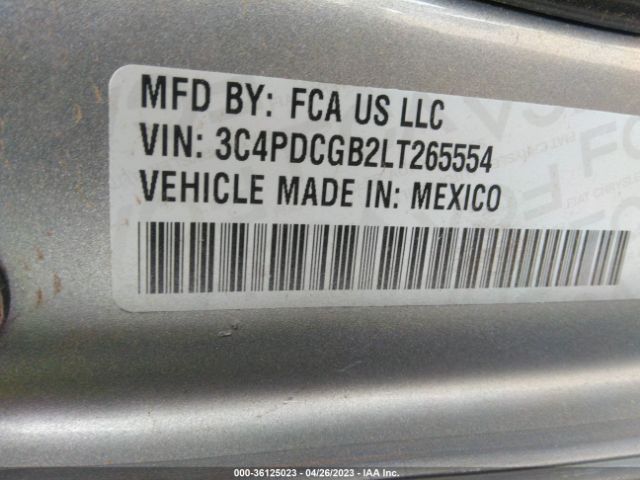 MFD BY: FCA US LLC
VIN: 3C4PDCGB2LT265554
VEHICLE MADE IN: MEXICO
000-36125023 - 04/26/2023 - IAA Inc.